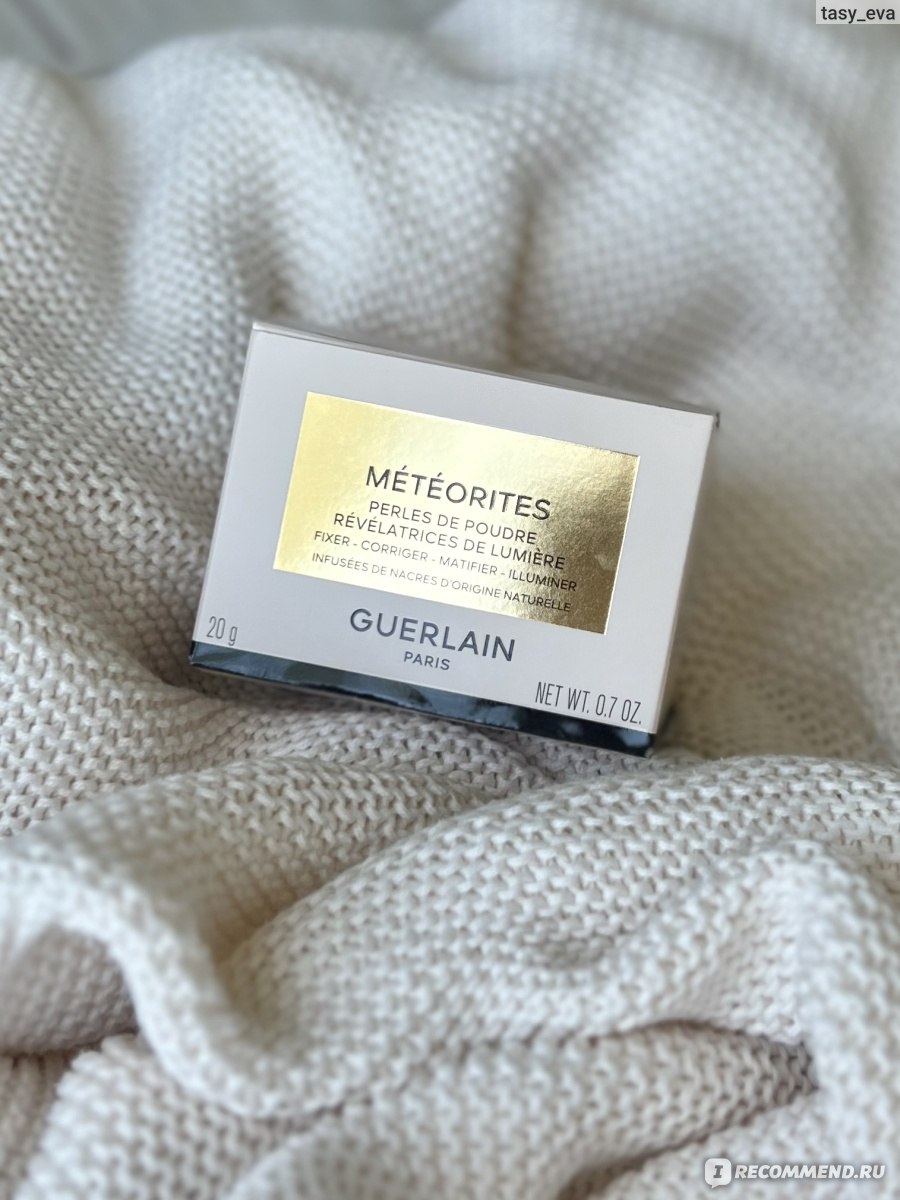 tasy_eva
MÉTÉORITES
PERLES DE POUDRE
RÉVÉLATRICES DE LUMIÈRE
FIXER - CORRIGER - MATIFIER - ILLUMINER
INFUSÉES DE NACRES D'ORIGINE NATURELLE
GUERLAIN
PARIS
20 g
NET WT. 0.7 OZ.
IRECOMMEND.RU